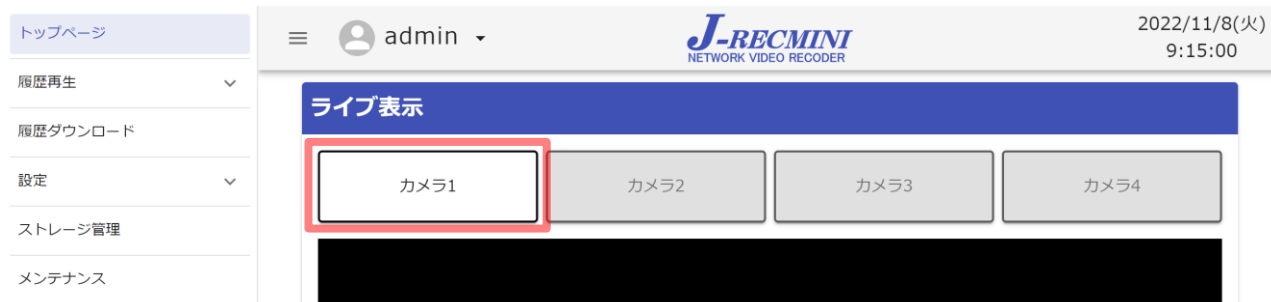 トップページ
履歴再生
履歴ダウンロード
設定
ストレージ管理
メンテナンス
admin
J-RECMINI
NETWORK VIDEO RECODER
2022/11/8(火)
9:15:00
ライブ表示
カメラ1
カメラ2
カメラ3
カメラ4